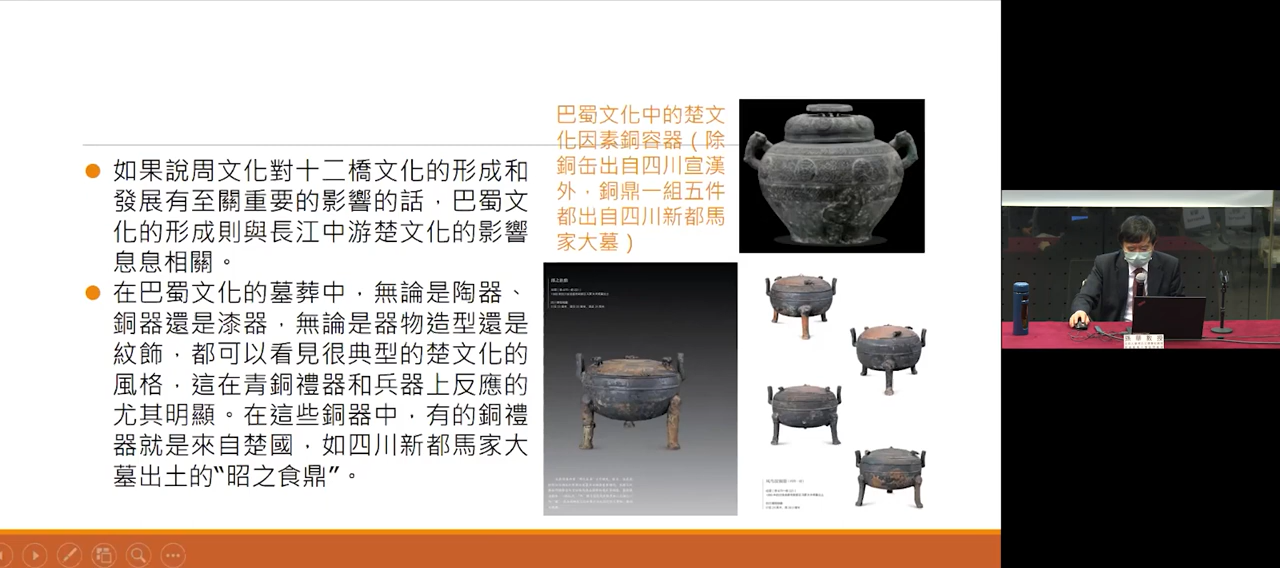 如果說周文化對十二橋文化的形成和
發展有至關重要的影響的話，巴蜀文
化的形成則與長江中游楚文化的影響
息息相關。
在巴蜀文化的墓葬中，無論是陶器、
銅器還是漆器，無論是器物造型還是
紋飾，都可以看見很典型的楚文化的
風格，這在青銅禮器和兵器上反應的
尤其明顯。在這些銅器中，有的銅禮
器就是來自楚國，如四川新都馬家大
墓出土的“昭之食鼎”。
巴蜀文化中的楚文
化因素銅容器（除
銅缶出自四川宣漢
外，銅鼎一組五件
都出自四川新都馬
家大墓）